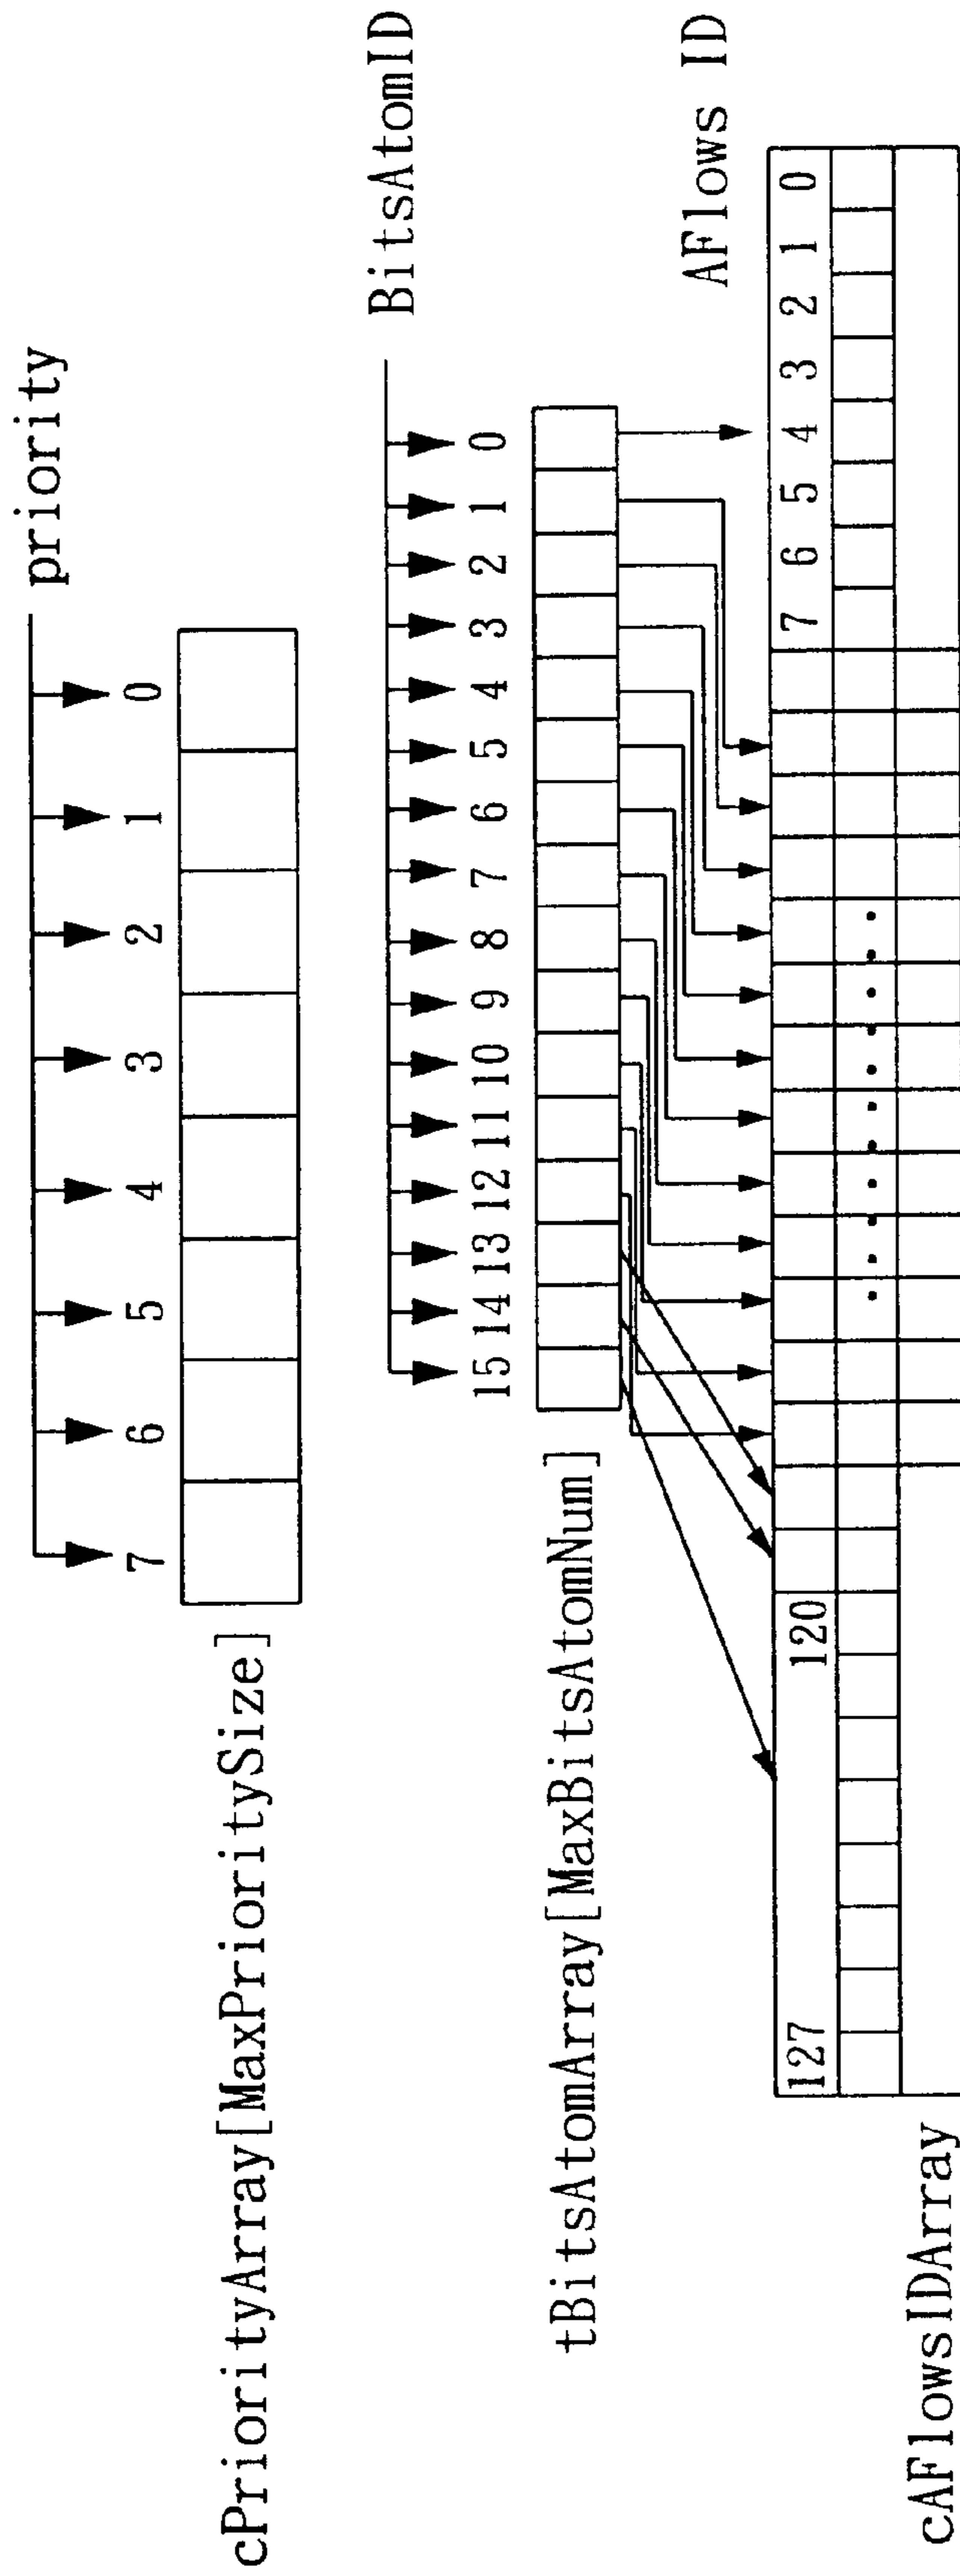 priority
7 6 5 4 3 2 1 0
cPriorityArray[MaxPrioritySize]
BitsAtomID
15 14 13 12 11 10 9 8 7 6 5 4 3 2 1 0
tBitsAtomArray[MaxBitsAtomNum]
AFlows ID
127 120 7 6 5 4 3 2 1 0
cAFlowsIDArray